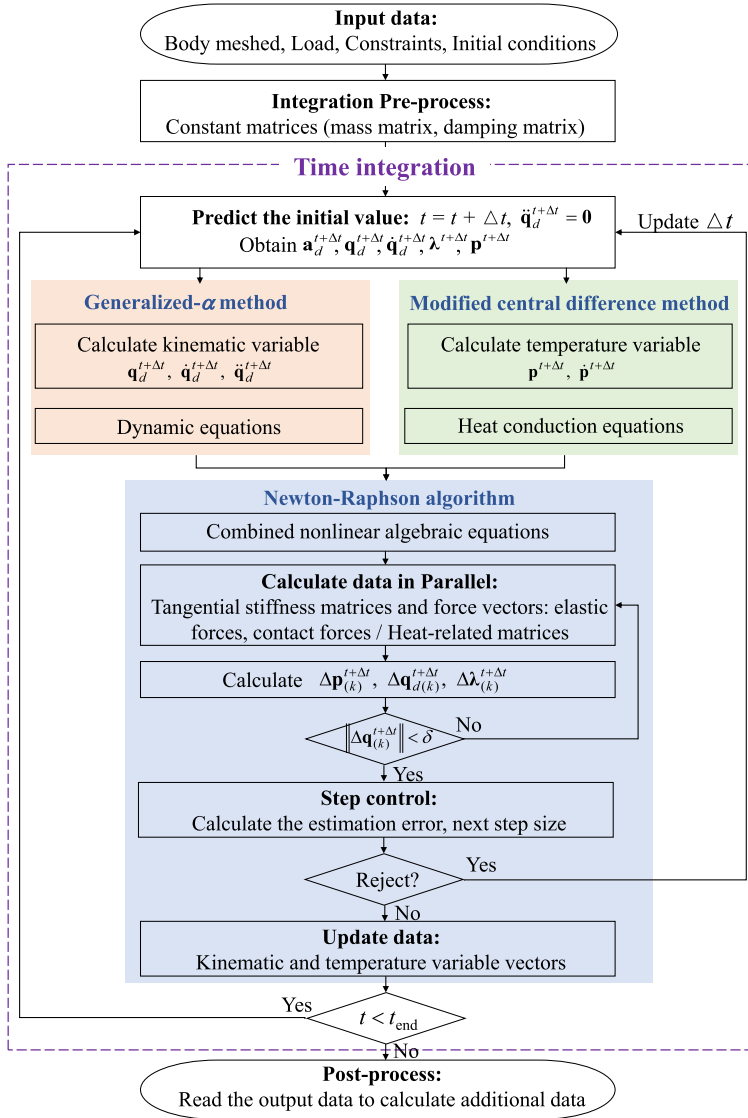 Input data:
Body meshed, Load, Constraints, Initial conditions
Integration Pre-process:
Constant matrices (mass matrix, damping matrix)
Time integration
Predict the initial value: t = t + △t, q̈_d^{t+Δt} = 0
Obtain a_d^{t+Δt}, q_d^{t+Δt}, q̇_d^{t+Δt}, λ^{t+Δt}, p^{t+Δt}
Update △t
Generalized-α method
Calculate kinematic variable
q_d^{t+Δt}, q̇_d^{t+Δt}, q̈_d^{t+Δt}
Dynamic equations
Modified central difference method
Calculate temperature variable
p^{t+Δt}, ṗ^{t+Δt}
Heat conduction equations
Newton-Raphson algorithm
Combined nonlinear algebraic equations
Calculate data in Parallel:
Tangential stiffness matrices and force vectors: elastic
forces, contact forces / Heat-related matrices
Calculate Δp_{(k)}^{t+Δt}, Δq_{d(k)}^{t+Δt}, Δλ_{(k)}^{t+Δt}
‖Δq_{(k)}^{t+Δt}‖ < δ
No
Yes
Step control:
Calculate the estimation error, next step size
Reject?
Yes
No
Update data:
Kinematic and temperature variable vectors
Yes
t < t_end
No
Post-process:
Read the output data to calculate additional data